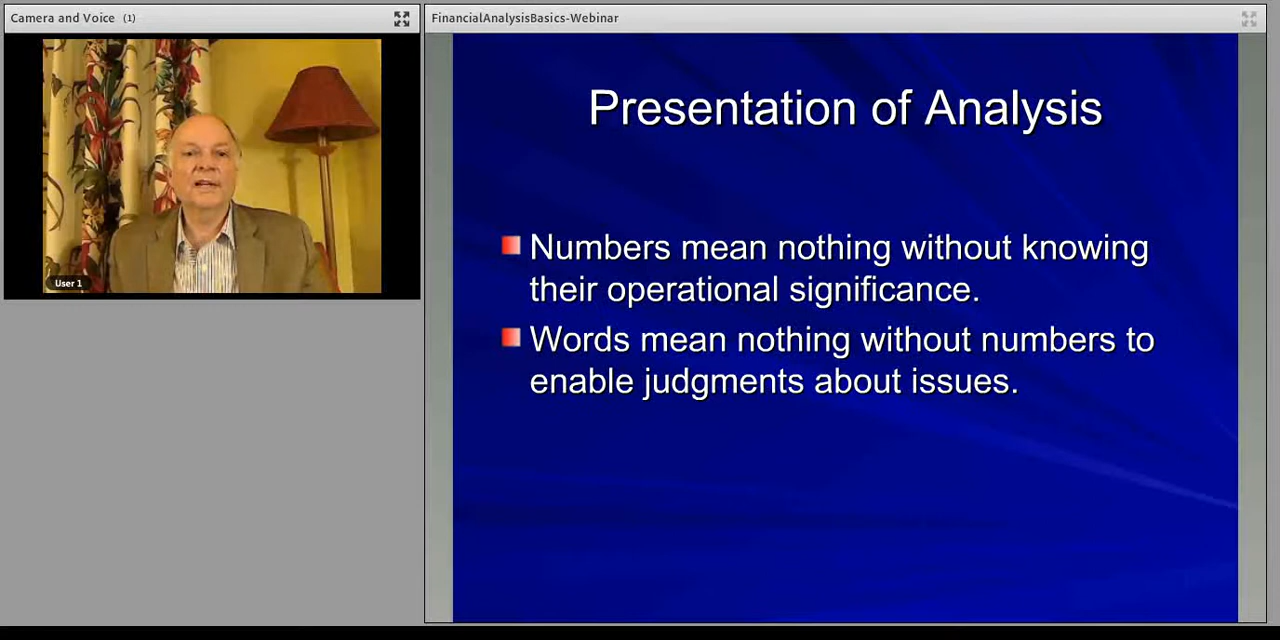 Camera and Voice (1)
User 1
FinancialAnalysisBasics-Webinar
Presentation of Analysis
Numbers mean nothing without knowing
their operational significance.
Words mean nothing without numbers to
enable judgments about issues.